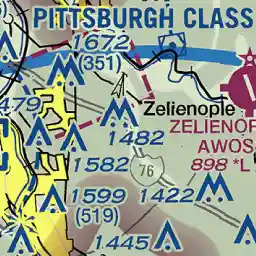 PITTSBURGH CLASS
1672
(351)
479
Zelienople
1482
ZELIENOP
AWOS-
1582
898 *L
76
1599
1422
(519)
1445